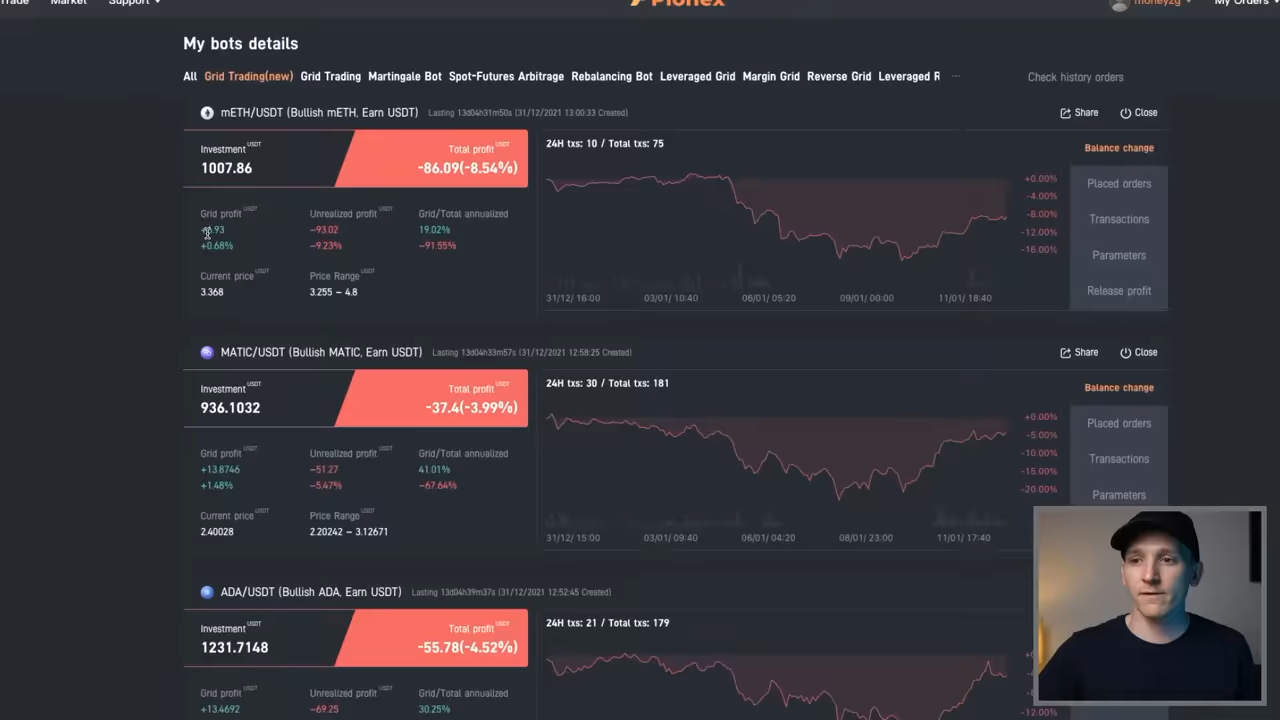 Trade Market Support Pionex moneyzg My Orders
My bots details
All Grid Trading(new) Grid Trading Martingale Bot Spot-Futures Arbitrage Rebalancing Bot Leveraged Grid Margin Grid Reverse Grid Leveraged R ... Check history orders
mETH/USDT (Bullish mETH, Earn USDT) Lasting 13d04h31m50s (31/12/2021 13:00:33 Created) Share Close
Investment USDT Total profit USDT
1007.86 -86.09(-8.54%)
24H txs: 10 / Total txs: 75
Balance change
Placed orders
Transactions
Parameters
Release profit
Grid profit USDT Unrealized profit USDT Grid/Total annualized
-93.02 19.02%
+0.68% -9.23% -91.55%
Current price USDT Price Range USDT
3.368 3.255 - 4.8
+0.00%
-4.00%
-8.00%
-12.00%
-16.00%
31/12/ 16:00 03/01/ 10:40 06/01/ 05:20 09/01/ 00:00 11/01/ 18:40
MATIC/USDT (Bullish MATIC, Earn USDT) Lasting 13d04h33m57s (31/12/2021 12:58:25 Created) Share Close
Investment USDT Total profit USDT
936.1032 -37.4(-3.99%)
24H txs: 30 / Total txs: 181
Balance change
Placed orders
Transactions
Parameters
Grid profit USDT Unrealized profit USDT Grid/Total annualized
+13.8746 -51.27 41.01%
+1.48% -5.47% -67.64%
Current price USDT Price Range USDT
2.40028 2.20242 - 3.12671
+0.00%
-5.00%
-10.00%
-15.00%
-20.00%
31/12/ 15:00 03/01/ 09:40 06/01/ 04:20 08/01/ 23:00 11/01/ 17:40
ADA/USDT (Bullish ADA, Earn USDT) Lasting 13d04h39m37s (31/12/2021 12:52:45 Created)
Investment USDT Total profit USDT
1231.7148 -55.78(-4.52%)
24H txs: 21 / Total txs: 179
Grid profit USDT Unrealized profit USDT Grid/Total annualized
+13.4692 -69.25 30.25%
-12.00%